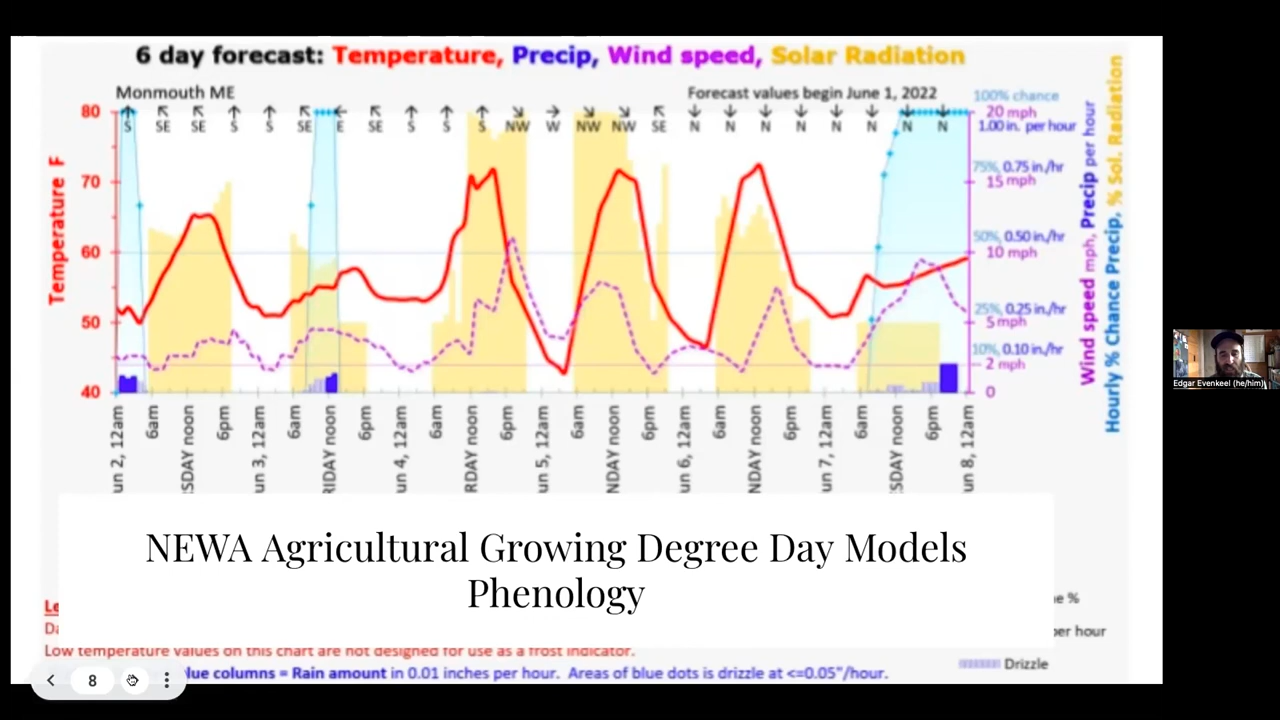 6 day forecast: Temperature, Precip, Wind speed, Solar Radiation
Monmouth ME
Forecast values begin June 1, 2022
100% chance
80
S SE SE S S SE E SE S S S NW W NW NW SE N N N N N N N N
20 mph
1.00 in. per hour
75%, 0.75 in./hr
70
15 mph
50%, 0.50 in./hr
60
10 mph
25%, 0.25 in./hr
50
5 mph
10%, 0.10 in./hr
2 mph
40
0
Temperature F
Wind speed mph, Precip per hour
Hourly % Chance Precip, % Sol. Radiation
un 2, 12am
6am
SDAY noon
6pm
un 3, 12am
6am
RIDAY noon
6pm
un 4, 12am
6am
RDAY noon
6pm
un 5, 12am
6am
NDAY noon
6pm
un 6, 12am
6am
NDAY noon
6pm
un 7, 12am
6am
SDAY noon
6pm
un 8, 12am
NEWA Agricultural Growing Degree Day Models
Phenology
Le
e %
Da
per hour
Low temperature values on this chart are not designed for use as a frost indicator.
Drizzle
lue columns = Rain amount in 0.01 inches per hour. Areas of blue dots is drizzle at <=0.05"/hour.
8
Edgar Evenkeel (he/him)